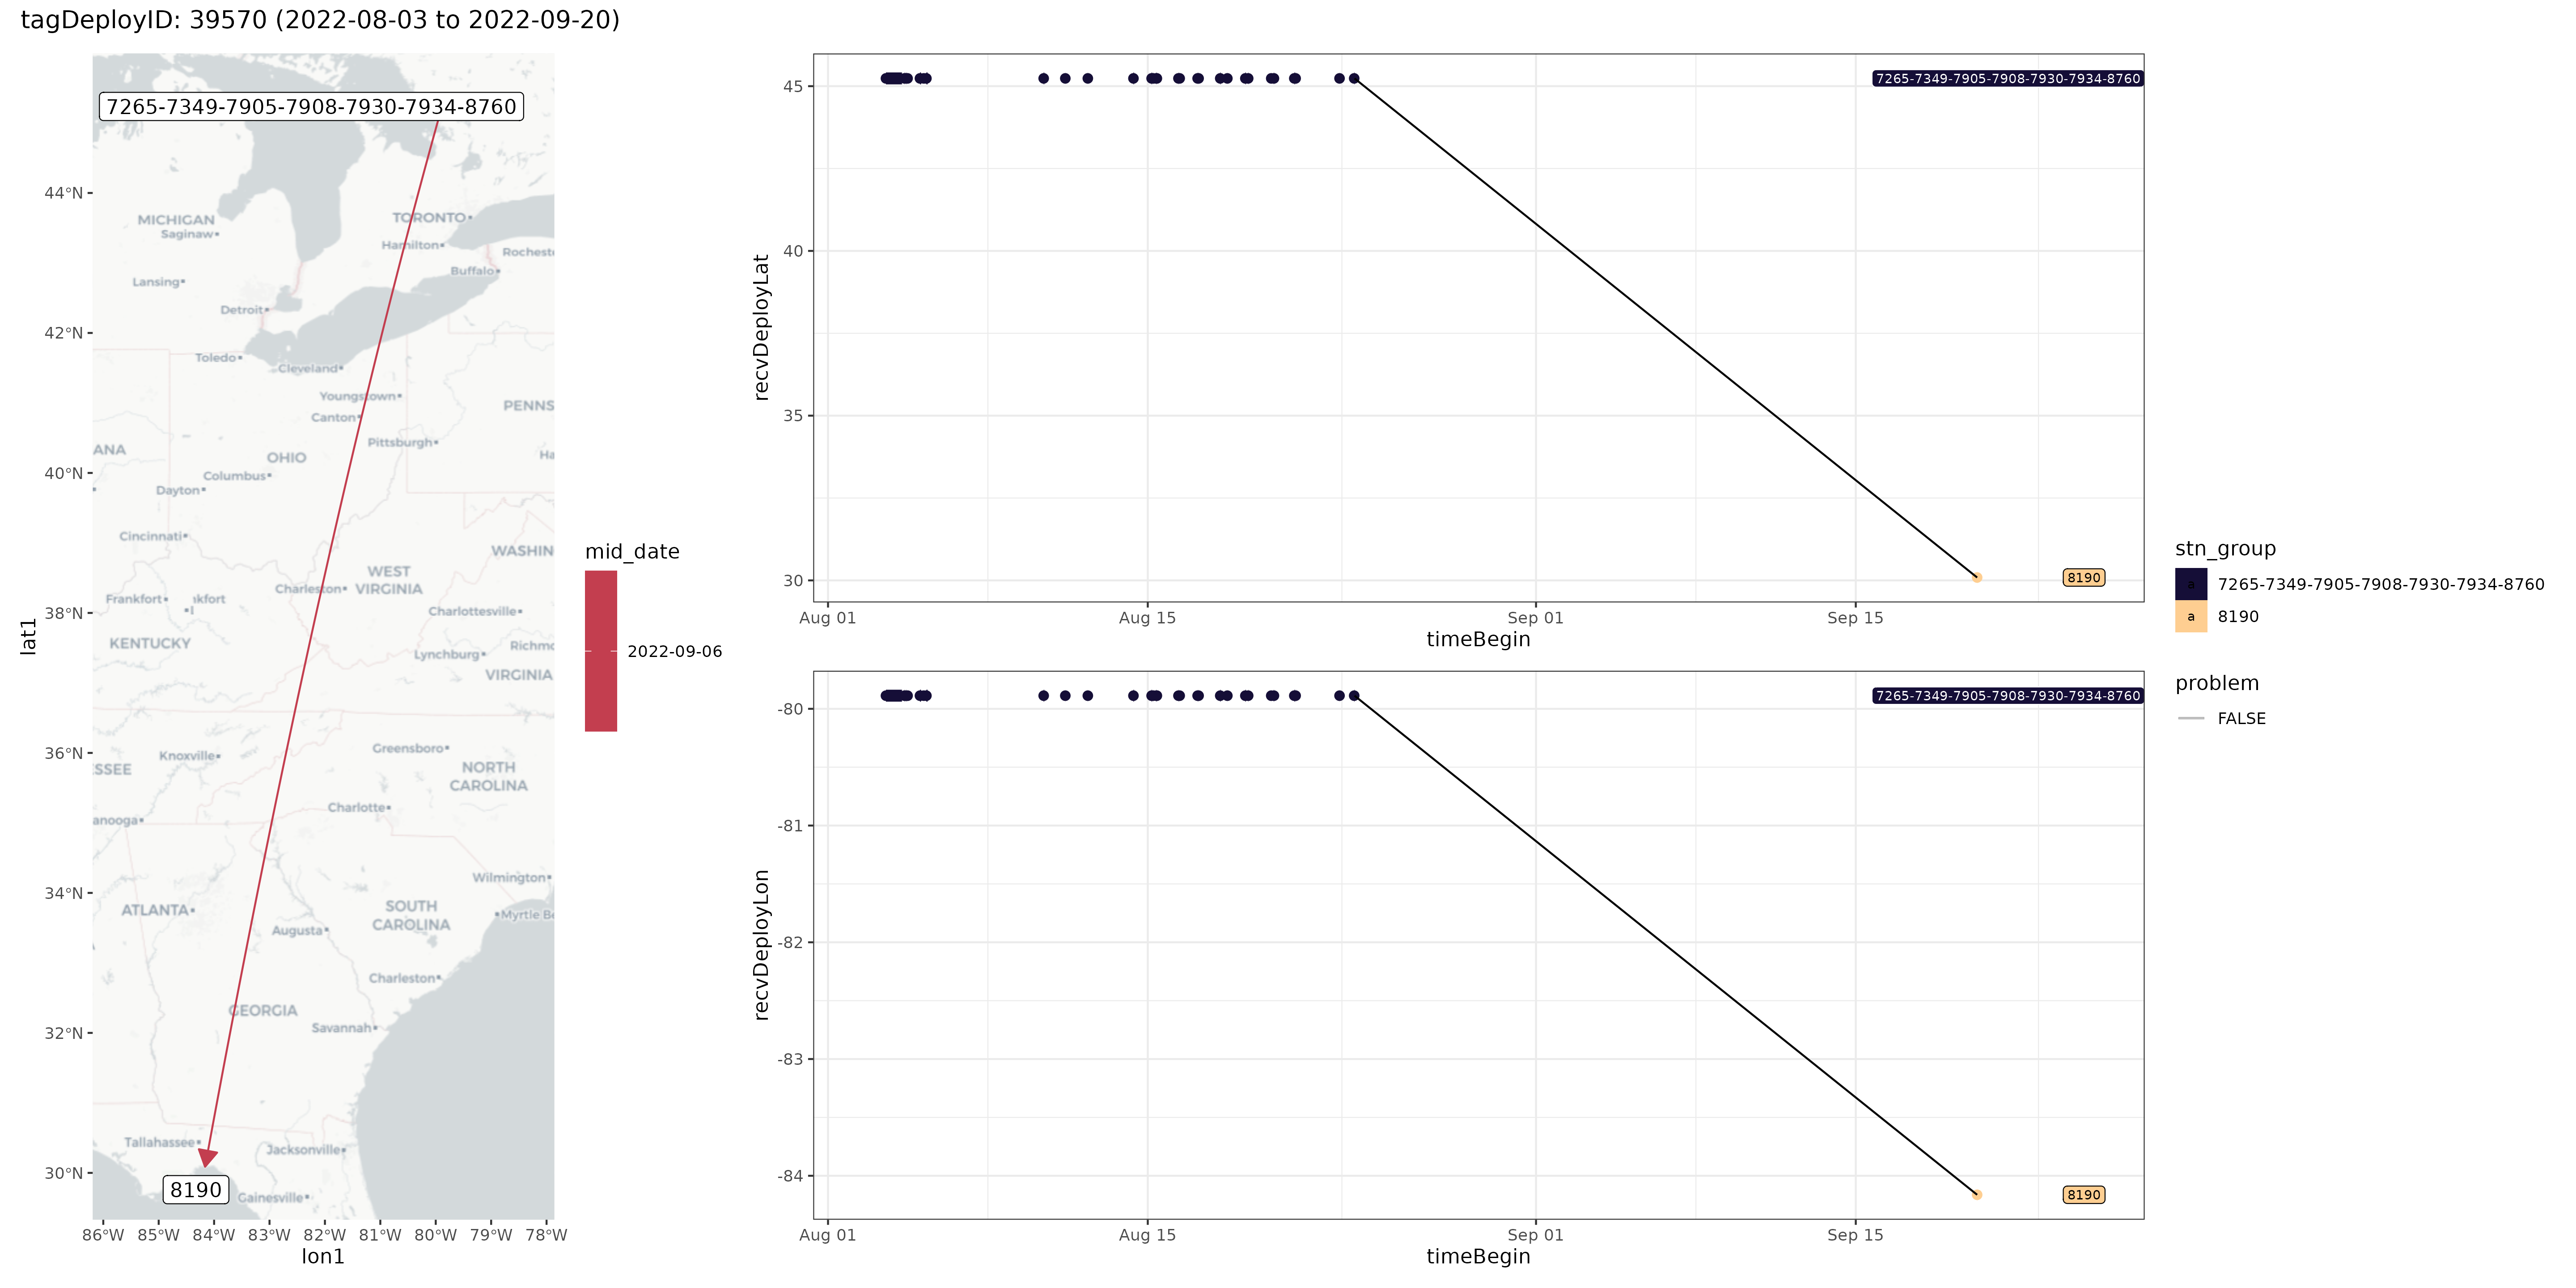 tagDeployID: 39570 (2022-08-03 to 2022-09-20)
7265-7349-7905-7908-7930-7934-8760
44°N
42°N
40°N
38°N
36°N
34°N
32°N
30°N
lat1
MICHIGAN
Saginaw
TORONTO
Hamilton
Rochest
Buffalo
Lansing
Detroit
Toledo
Cleveland
Youngstown
Canton
PENNS
Pittsburgh
ANA
OHIO
Ha
Columbus
Dayton
Cincinnati
WASHIN
WEST
VIRGINIA
Charleston
Frankfort
kfort
Charlottesville
KENTUCKY
Richmo
Lynchburg
VIRGINIA
Greensboro
Knoxville
SSEE
NORTH
CAROLINA
Charlotte
anooga
Wilmington
ATLANTA
SOUTH
CAROLINA
Myrtle Be
Augusta
Charleston
GEORGIA
Savannah
Tallahassee
Jacksonville
8190
Gainesville
86°W 85°W 84°W 83°W 82°W 81°W 80°W 79°W 78°W
lon1
mid_date
2022-09-06
recvDeployLat
45
40
35
30
7265-7349-7905-7908-7930-7934-8760
8190
Aug 01 Aug 15 Sep 01 Sep 15
timeBegin
recvDeployLon
-80
-81
-82
-83
-84
7265-7349-7905-7908-7930-7934-8760
8190
Aug 01 Aug 15 Sep 01 Sep 15
timeBegin
stn_group
a 7265-7349-7905-7908-7930-7934-8760
a 8190
problem
FALSE